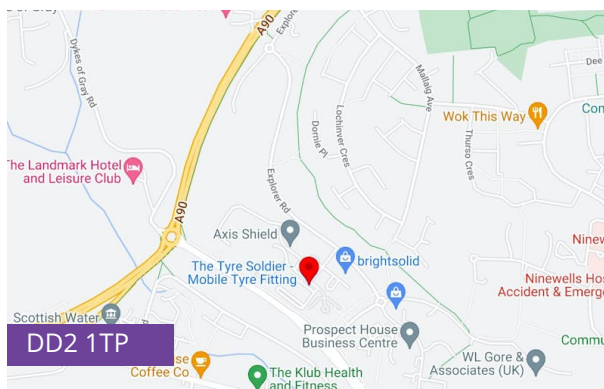 A90
Explorer
Dykes of Gray Rd
Mallaig Ave
Dee
Wok This Way
Lochinver Cres
Dornie Pl
Thurso Cres
The Landmark Hotel
and Leisure Club
Explorer Rd
A90
Axis Shield
brightsolid
The Tyre Soldier -
Mobile Tyre Fitting
Ninewells Hos
Accident & Emerge
Scottish Water
DD2 1TP
Prospect House
Business Centre
Coffee Co
WL Gore &
Associates (UK)
The Klub Health
and Fitness